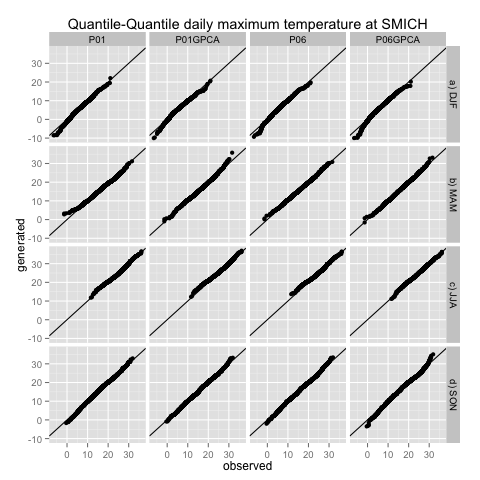 Quantile-Quantile daily maximum temperature at SMICH
P01 P01GPCA P06 P06GPCA
30
20
10
0
-10
a) DJF
30
20
10
0
-10
b) MAM
30
20
10
0
-10
c) JJA
30
20
10
0
-10
d) SON
generated
0 10 20 30 0 10 20 30 0 10 20 30 0 10 20 30
observed